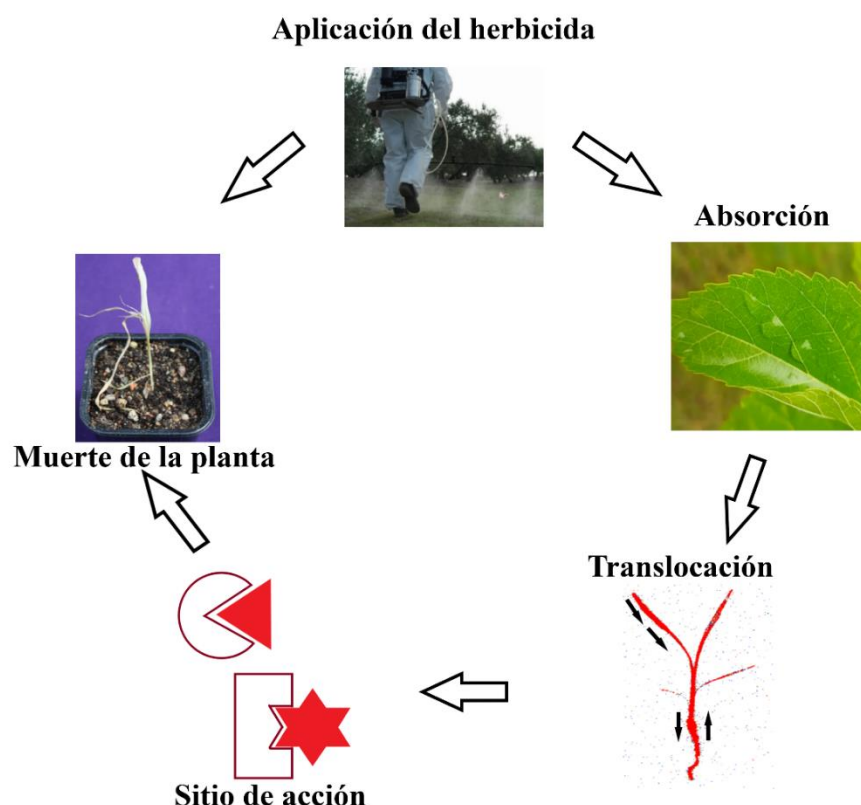 Aplicación del herbicida
Absorción
Translocación
Sitio de acción
Muerte de la planta